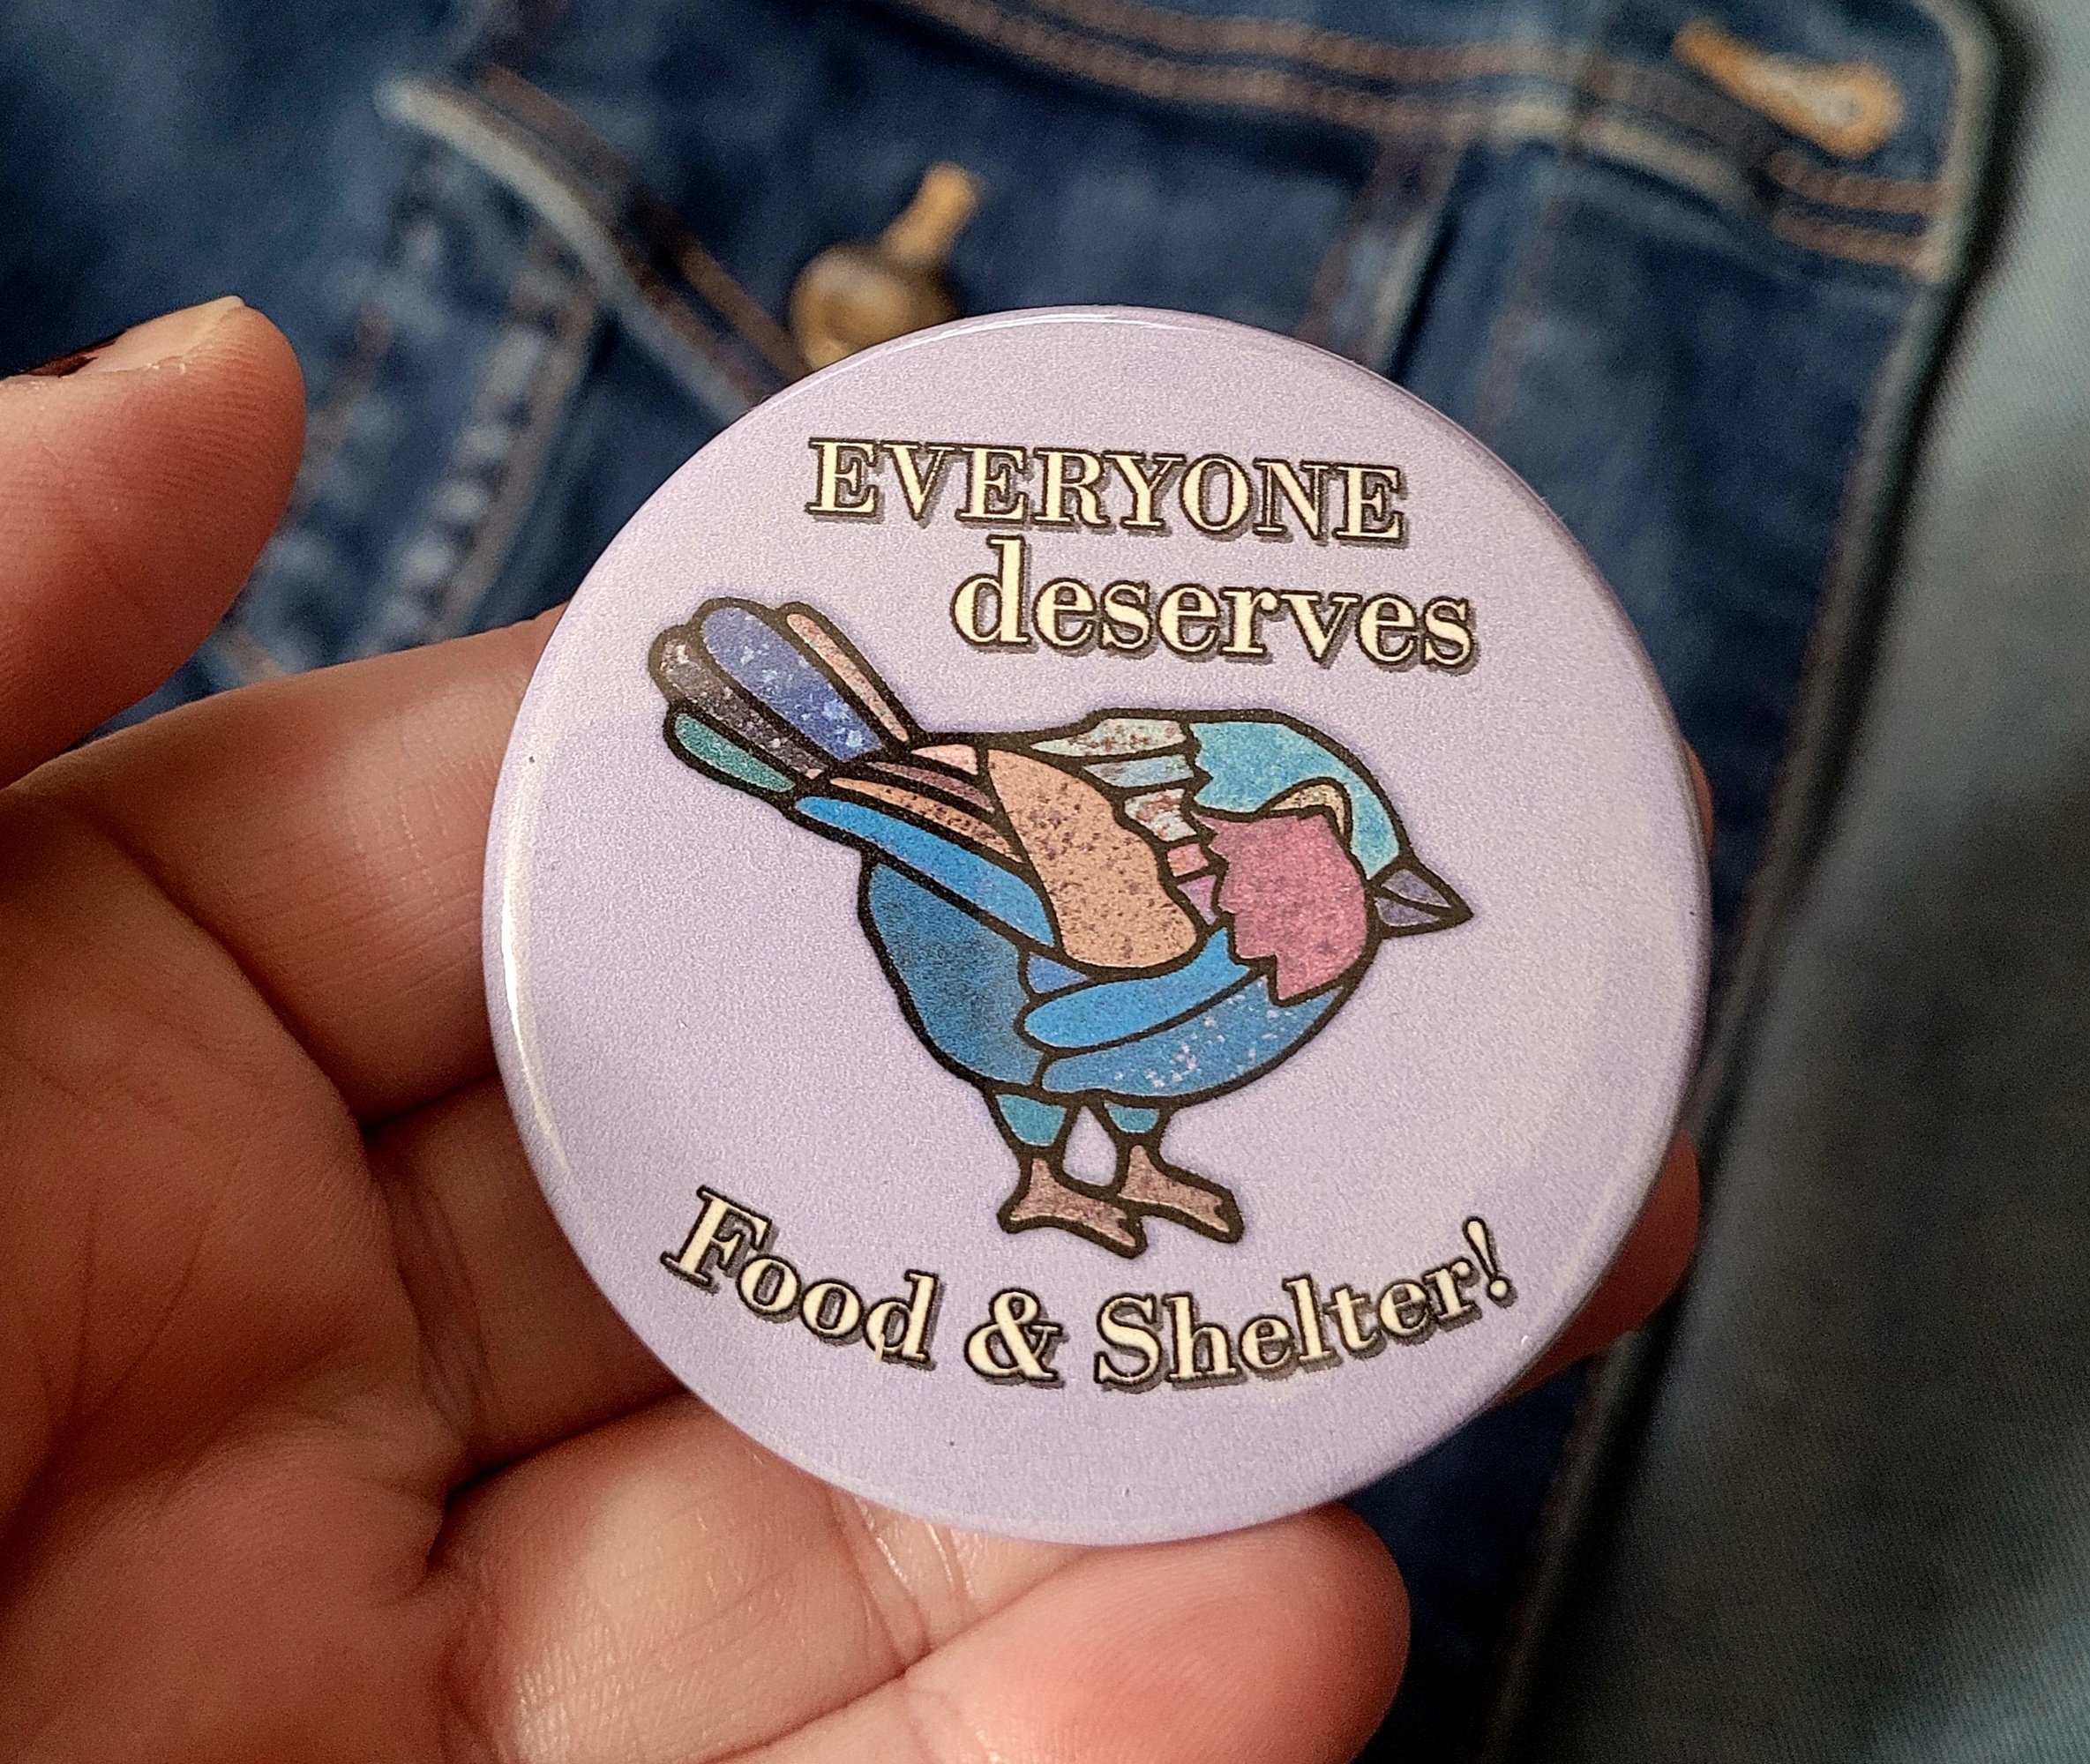 EVERYONE
deserves
Food & Shelter!